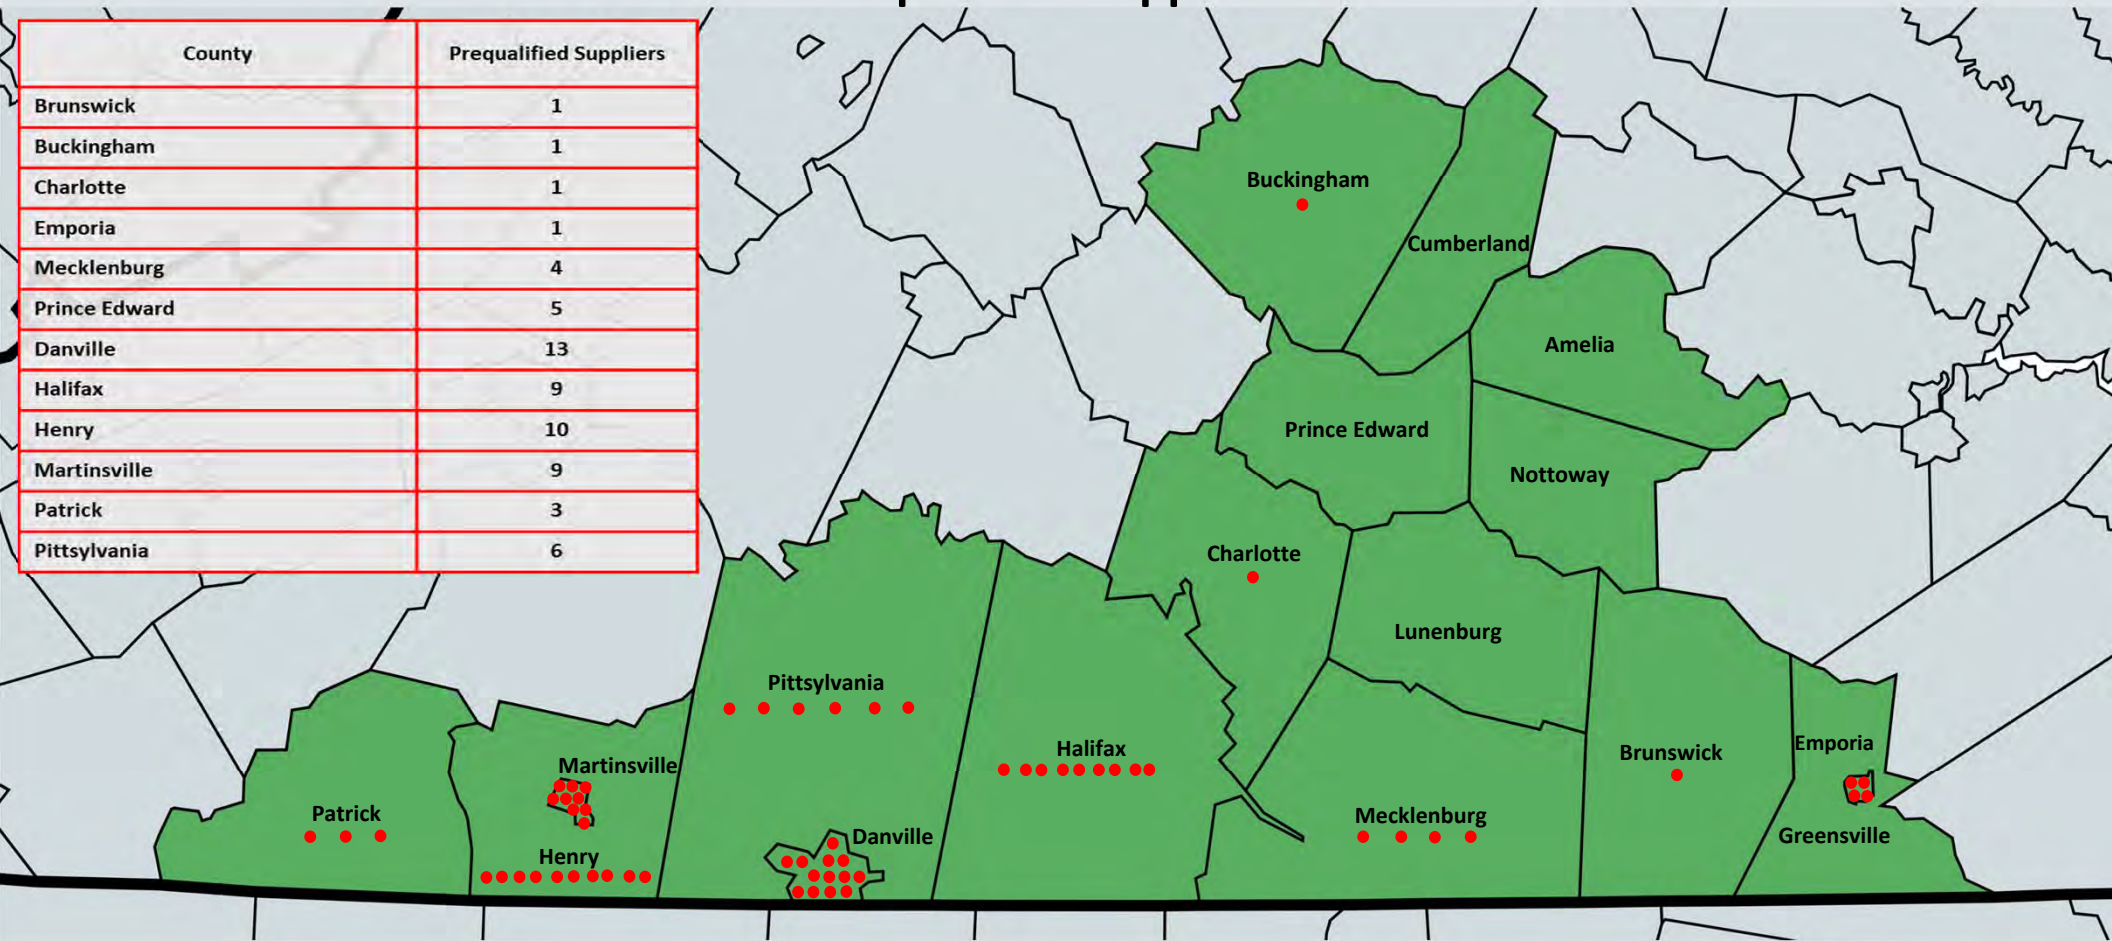 County Prequalified Suppliers
Brunswick 1
Buckingham 1
Charlotte 1
Emporia 1
Mecklenburg 4
Prince Edward 5
Danville 13
Halifax 9
Henry 10
Martinsville 9
Patrick 3
Pittsylvania 6
Buckingham
Cumberland
Amelia
Prince Edward
Nottoway
Charlotte
Lunenburg
Pittsylvania
Halifax
Martinsville
Patrick
Henry
Danville
Mecklenburg
Brunswick
Emporia
Greensville